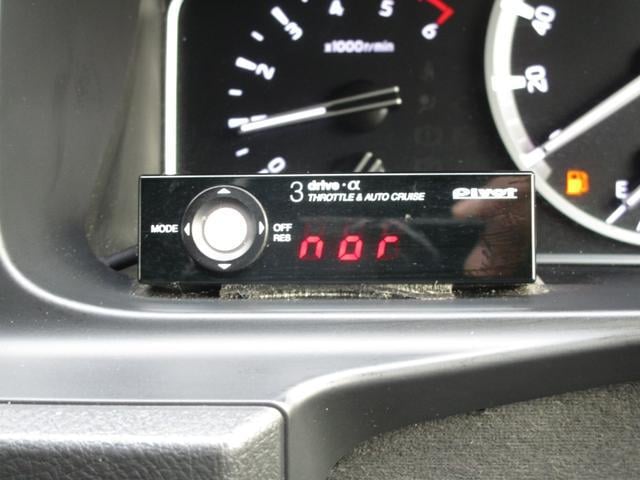 3 4 5 6
x1000r/min
2
1
0
40
20
E
3 drive·α pivot
THROTTLE & AUTO CRUISE
MODE OFF
RES
nor